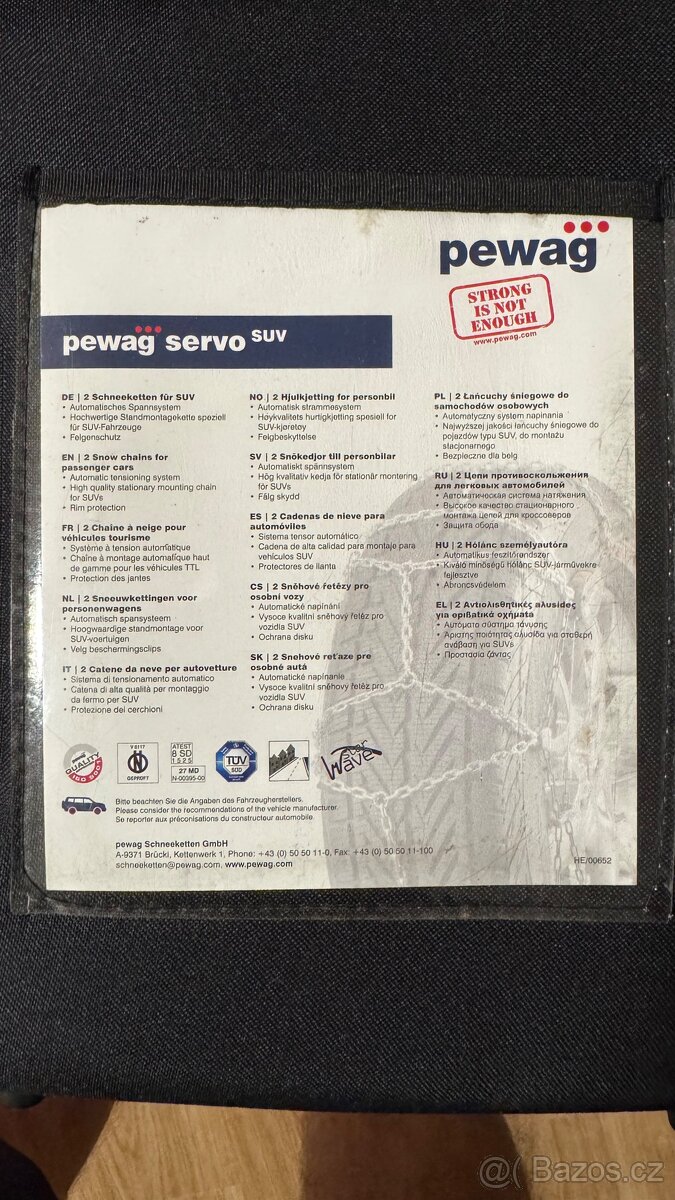 pewag
STRONG
IS NOT
ENOUGH
www.pewag.com
pewag servo SUV
DE | 2 Schneeketten für SUV
• Automatisches Spannsystem
• Hochwertige Standmontagekette speziell
für SUV-Fahrzeuge
• Felgenschutz
EN | 2 Snow chains for
passenger cars
• Automatic tensioning system
• High quality stationary mounting chain
for SUVs
• Rim protection
FR | 2 Chaine à neige pour
véhicules tourisme
• Système à tension automatique
• Chaîne à montage automatique haut
de gamme pour les véhicules TTL
• Protection des jantes
NL | 2 Sneouwkettingen voor
personenwagens
• Automatisch spansysteem
• Hoogwaardige standmontage voor
SUV-voertuigen
• Velg beschermingsclips
IT | 2 Catene da neve per autovetture
• Sistema di tensionamento automatico
• Catena di alta qualità per montaggio
da fermo per SUV
• Protezione dei cerchioni
NO | 2 Hjulkjetting for personbil
• Automatisk strammesystem
• Høykvalitets hurtigkjetting spesiell for
SUV-kjøretøy
• Felgbeskyttelse
SV | 2 Snökedjor till personbilar
• Automatiskt spännsystem
• Hög kvalitativ kedja för stationär montering
för SUVs
• Fälg skydd
ES | 2 Cadenas de nieve para
automóviles
• Sistema tensor automático
• Cadena de alta calidad para montaje para
vehículos SUV
• Protectores de llanta
CS | 2 Sněhové řetězy pro
osobní vozy
• Automatické napínání
• Vysoce kvalitní sněhový řetěz pro
vozidla SUV
• Ochrana disku
SK | 2 Snehové reťaze pre
osobné autá
• Automatické napínanie
• Vysoce kvalitní sněhový řetěz pro
vozidla SUV
• Ochrana disku
PL | 2 Łańcuchy śniegowe do
samochodów osobowych
• Automatyczny system napinania
• Najwyższej jakości łańcuchy śniegowe do
pojazdów typu SUV, do montażu
stacjonarnego
• Bezpieczne dla felg
RU | 2 Цепи противоскольжения
для легковых автомобилей
• Автоматическая система натяжения
• Высокое качество стационарного
монтажа цепей для кроссоверов
• Защита обода
HU | 2 Hólánc személyautóra
• Automatikus feszítőrendszer
• Kiváló minőségű hólánc SUV-járművekre
fejlesztve
• Abroncsvédelem
EL | 2 Αντιολισθητικές αλυσίδες
για επιβατικά οχήματα
• Αυτόματο σύστημα τάνυσης
• Άριστης ποιότητας αλυσίδα για σταθερή
ανάβαση για SUVs
• Προστασία ζάντας
QUALITY
ISO 9001
V 5117
GEPRÜFT
ATEST
8 SD
1525
27 MD
N-00395-00
TÜV
SÜD
Star
Wave
Bitte beachten Sie die Angaben des Fahrzeugherstellers.
Please consider the recommendations of the vehicle manufacturer.
Se reporter aux préconisations du constructeur automobile.
pewag Schneeketten GmbH
A-9371 Brückl, Kettenwerk 1, Phone: +43 (0) 50 50 11-0, Fax: +43 (0) 50 50 11-100
schneeketten@pewag.com, www.pewag.com
HE/00652
@ Bazos.cz